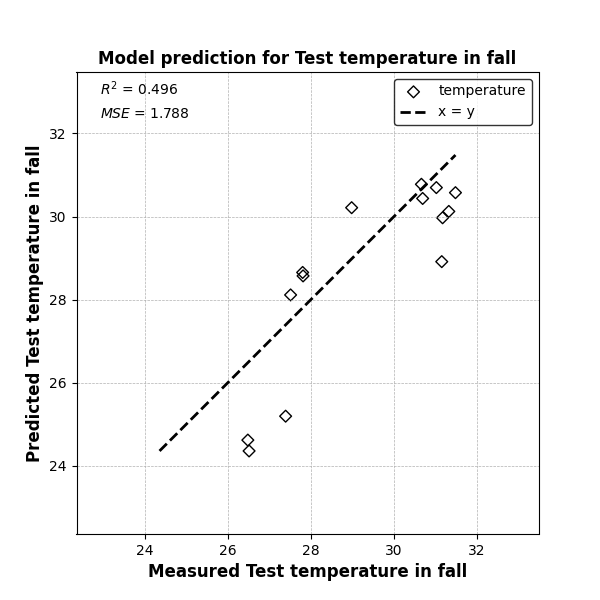 Model prediction for Test temperature in fall
R² = 0.496
MSE = 1.788
temperature
x = y
32
30
28
26
24
24 26 28 30 32
Predicted Test temperature in fall
Measured Test temperature in fall